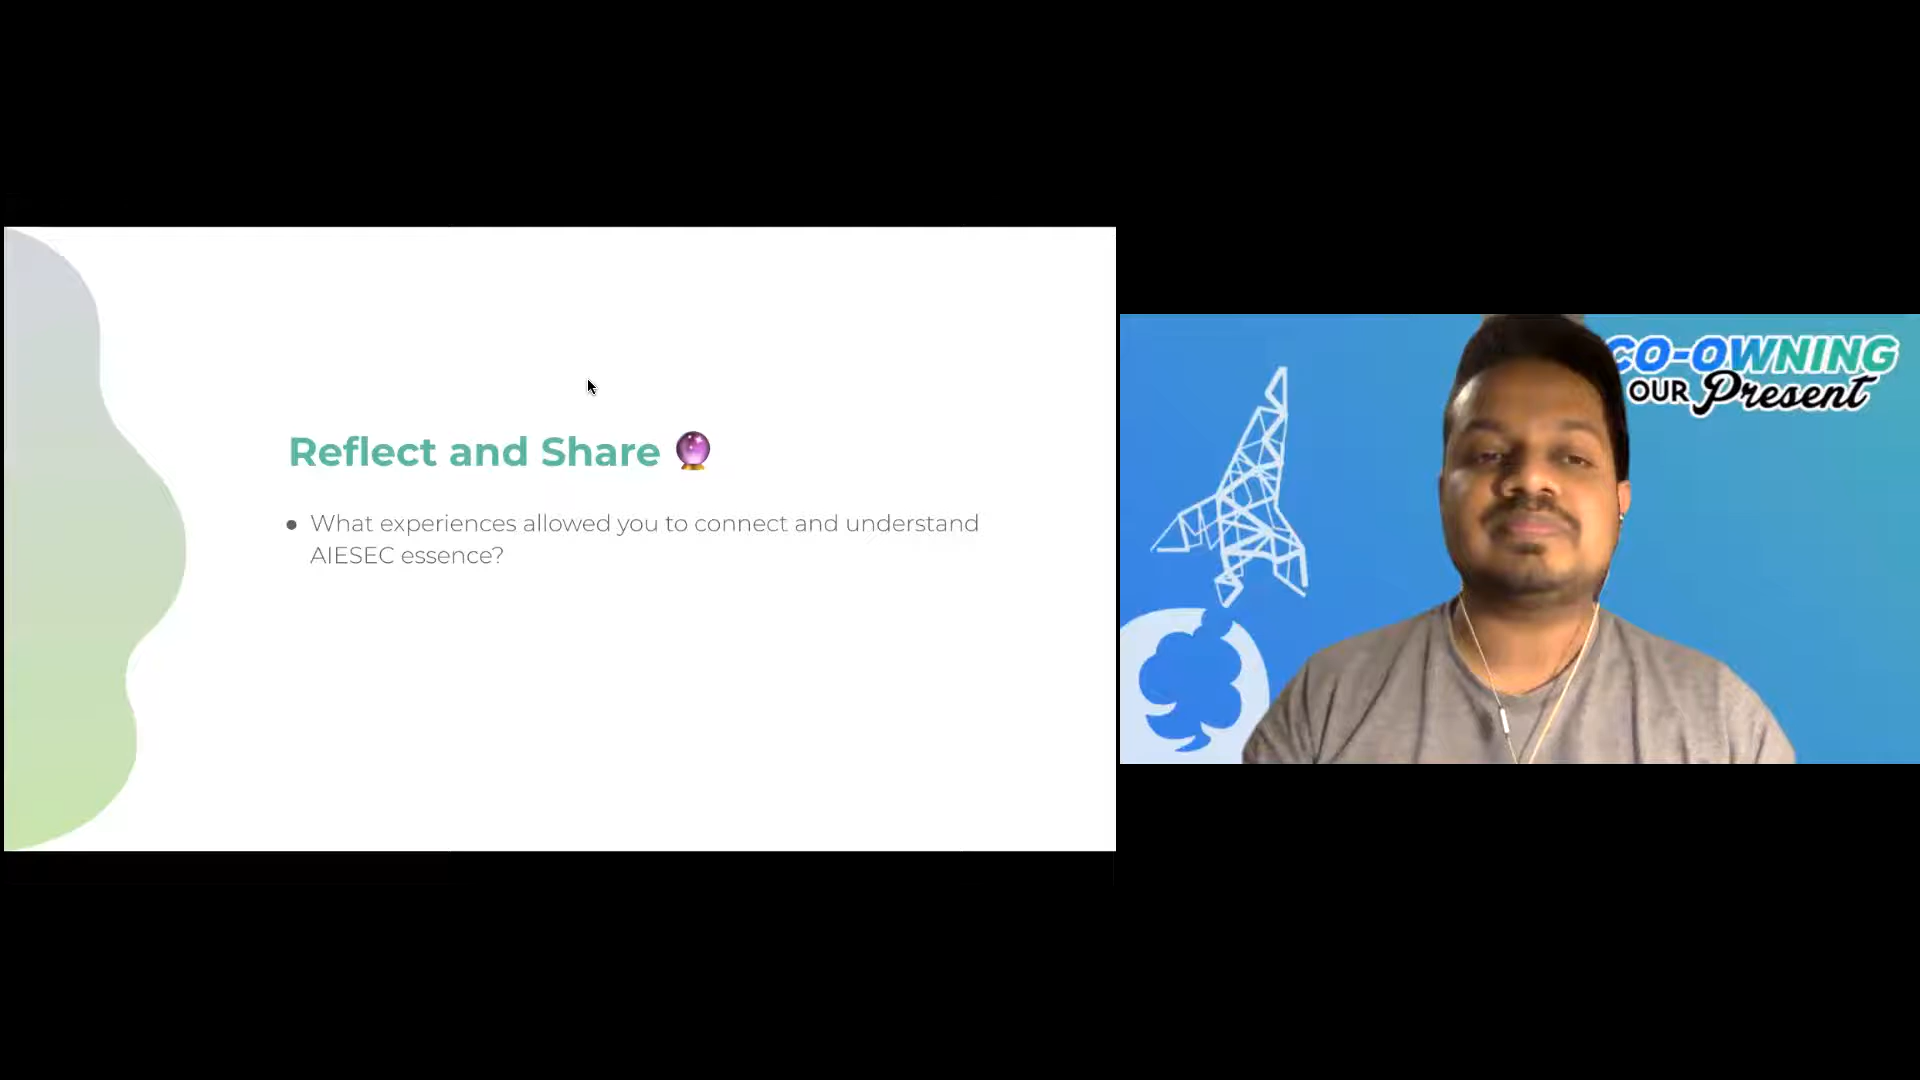 Reflect and Share
● What experiences allowed you to connect and understand
AIESEC essence?
CO-OWNING
OUR Present